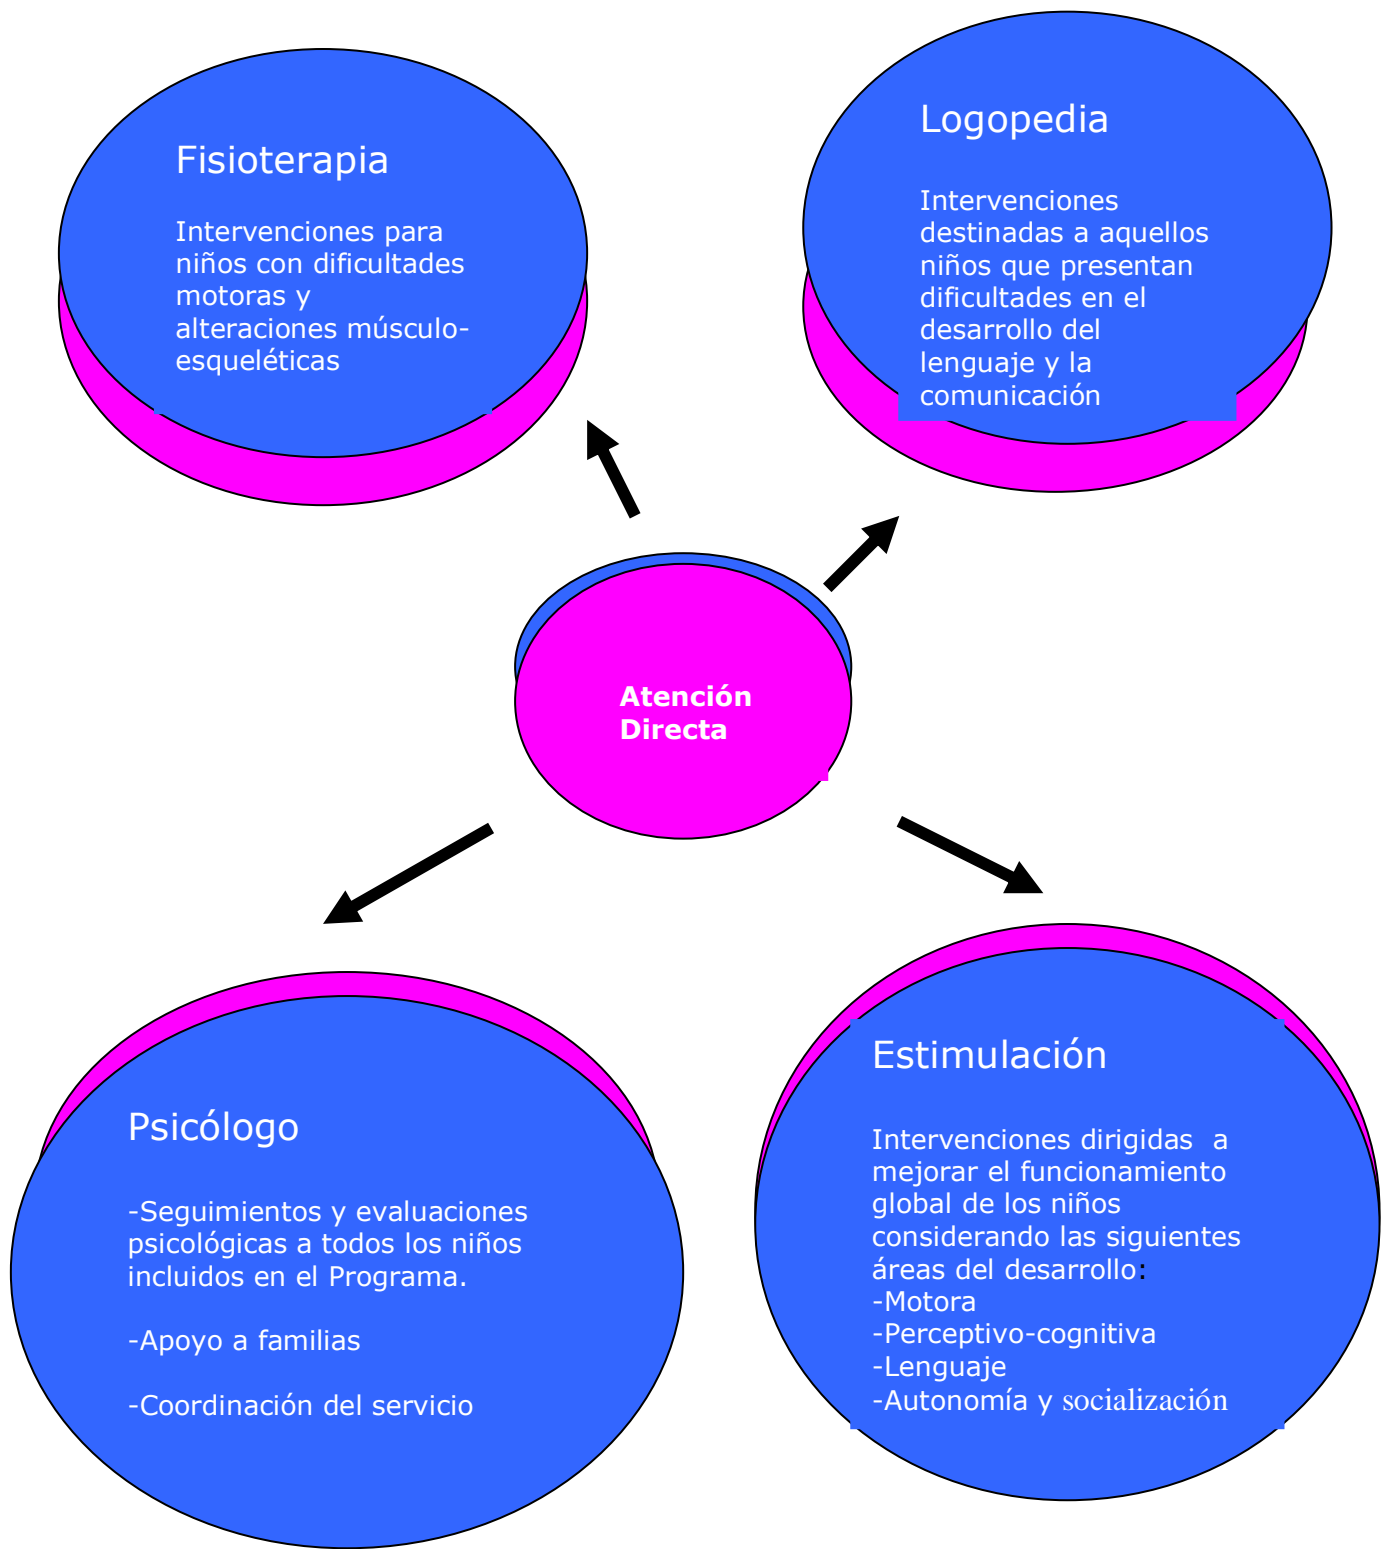 Fisioterapia
Intervenciones para
niños con dificultades
motoras y
alteraciones músculo-
esqueléticas
Logopedia
Intervenciones
destinadas a aquellos
niños que presentan
dificultades en el
desarrollo del
lenguaje y la
comunicación
Atención
Directa
Psicólogo
-Seguimientos y evaluaciones
psicológicas a todos los niños
incluidos en el Programa.
-Apoyo a familias
-Coordinación del servicio
Estimulación
Intervenciones dirigidas  a
mejorar el funcionamiento
global de los niños
considerando las siguientes
áreas del desarrollo:
-Motora
-Perceptivo-cognitiva
-Lenguaje
-Autonomía y socialización